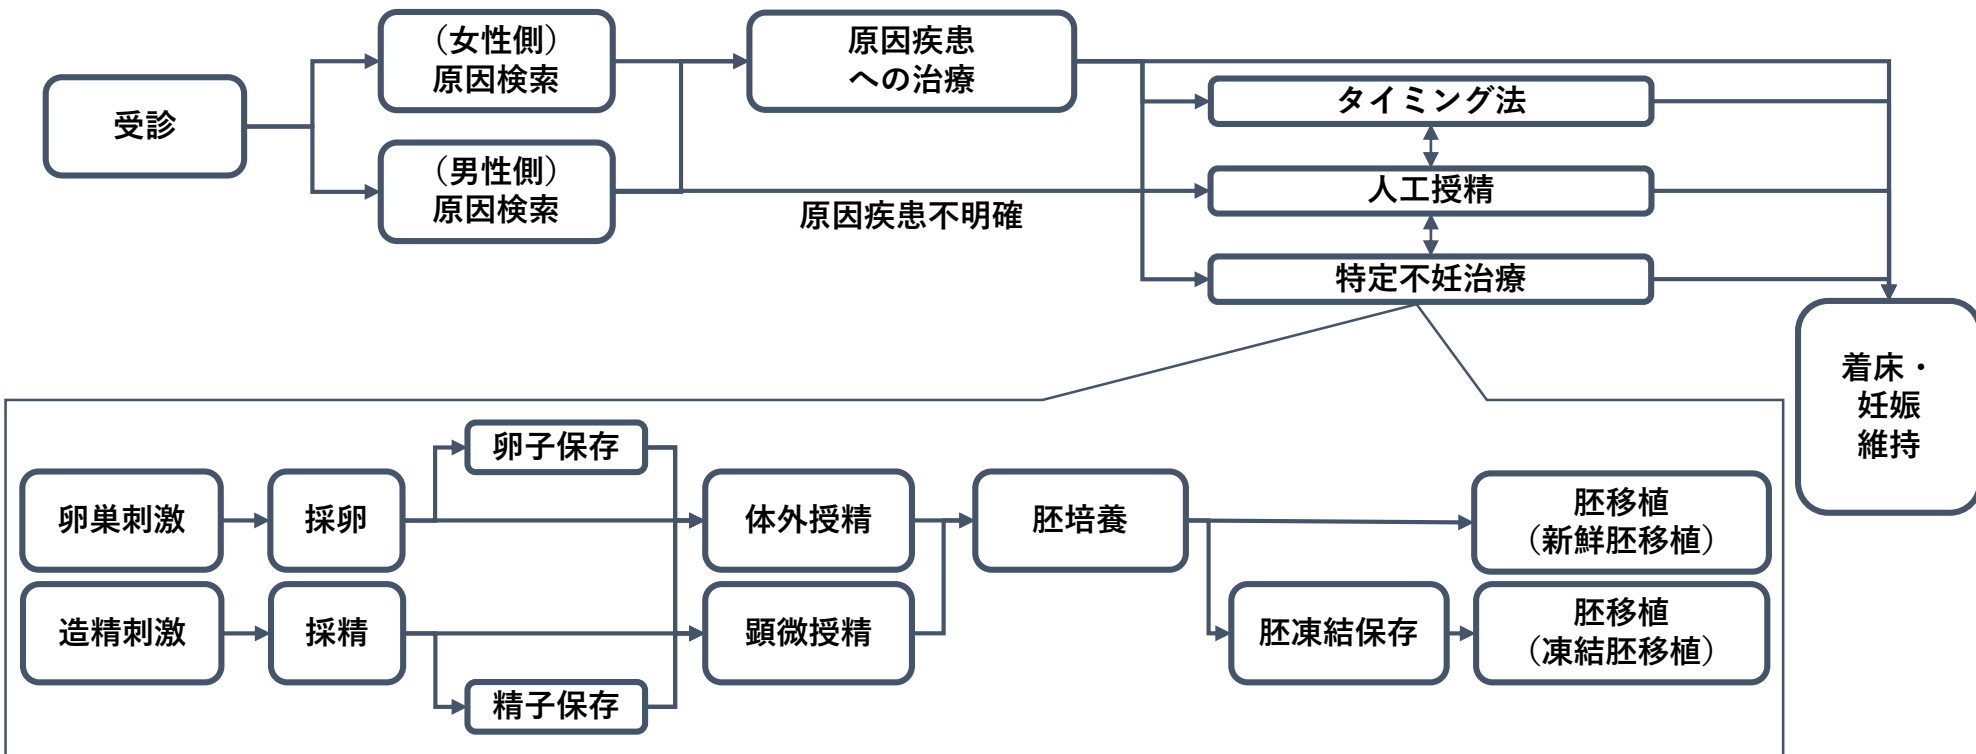 受診
（女性側）
原因検索
（男性側）
原因検索
原因疾患
への治療
原因疾患不明確
タイミング法
人工授精
特定不妊治療
着床・
妊娠
維持
卵巣刺激
採卵
卵子保存
造精刺激
採精
精子保存
体外授精
顕微授精
胚培養
胚凍結保存
胚移植
（新鮮胚移植）
胚移植
（凍結胚移植）